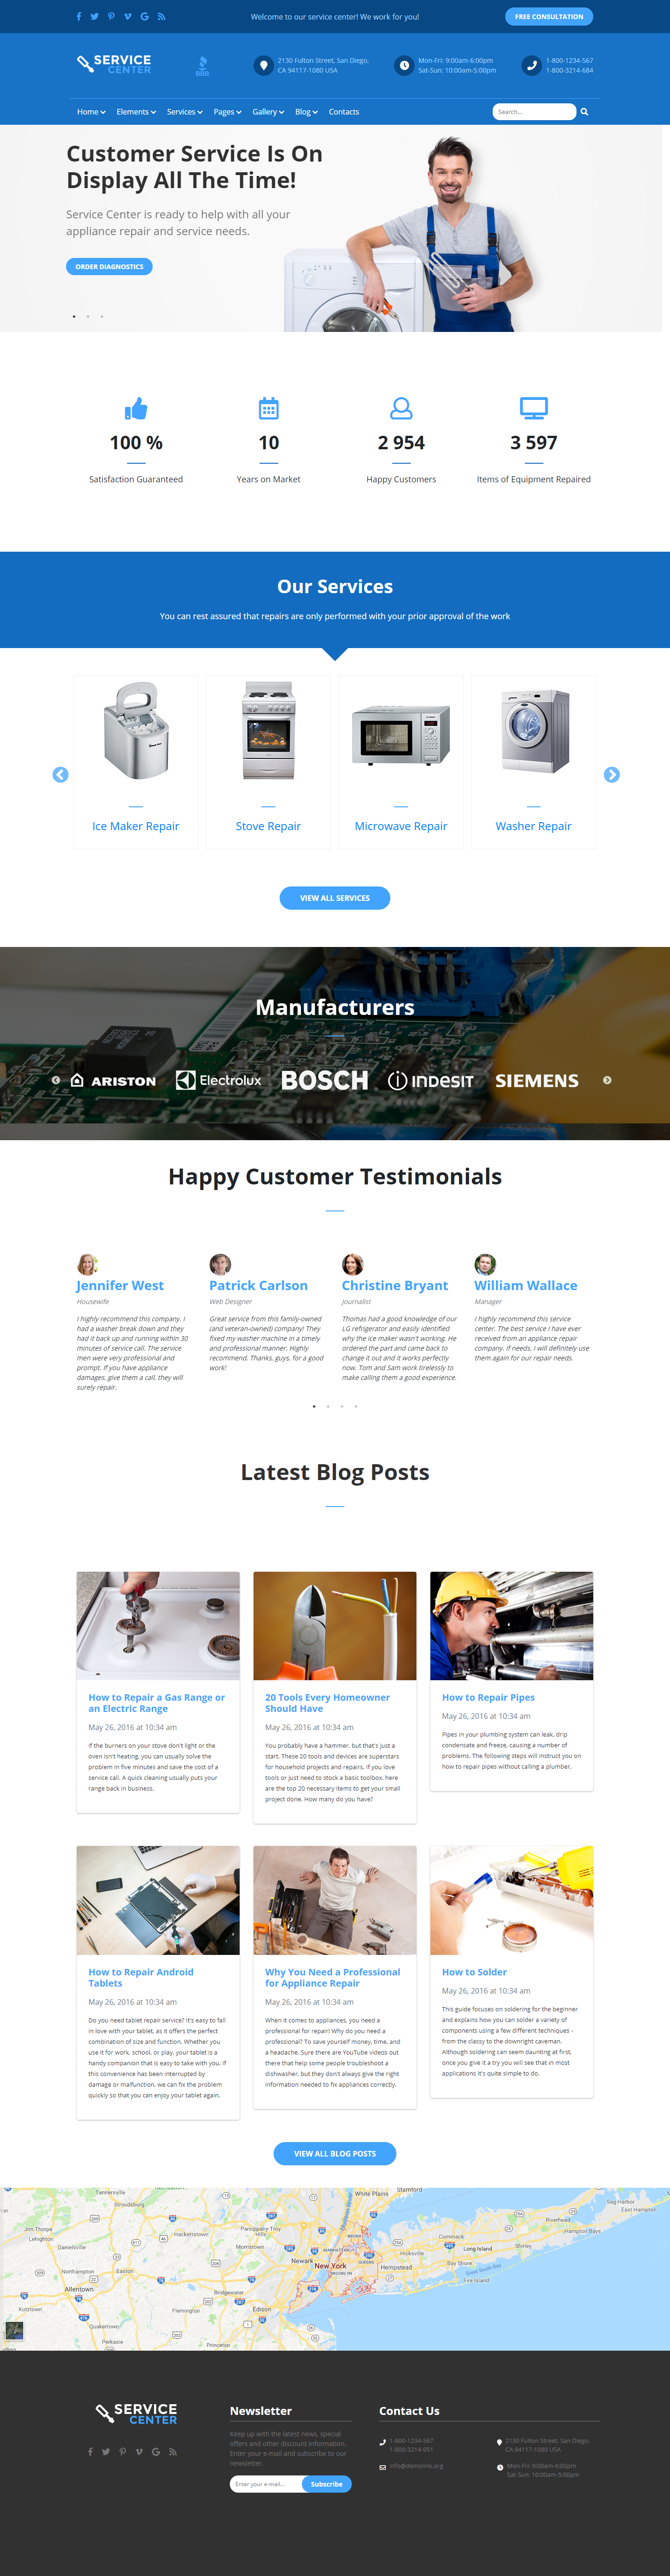 Welcome to our service center! We work for you!
FREE CONSULTATION
SERVICE
CENTER
BBB
2130 Fulton Street, San Diego,
CA 94117-1080 USA
Mon-Fri: 9:00am-6:00pm
Sat-Sun: 10:00am-5:00pm
1-800-1234-567
1-800-3214-684
Home
Elements
Services
Pages
Gallery
Blog
Contacts
Search...
Customer Service Is On
Display All The Time!
Service Center is ready to help with all your
appliance repair and service needs.
ORDER DIAGNOSTICS
100 %
Satisfaction Guaranteed
10
Years on Market
2 954
Happy Customers
3 597
Items of Equipment Repaired
Our Services
You can rest assured that repairs are only performed with your prior approval of the work
Ice Maker Repair
Stove Repair
Microwave Repair
Washer Repair
VIEW ALL SERVICES
Manufacturers
ARISTON
Electrolux
BOSCH
INDESIT
SIEMENS
Happy Customer Testimonials
Jennifer West
Housewife
I highly recommend this company. I
had a washer break down and they
had it back up and running within 30
minutes of service call. The service
men were very professional and
prompt. If you have appliance
damages, give them a call, they will
surely repair.
Patrick Carlson
Web Designer
Great service from this family-owned
(and veteran-owned) company! They
fixed my washer machine in a timely
and professional manner. Highly
recommend. Thanks, guys, for a good
work!
Christine Bryant
Journalist
Thomas had a good knowledge of our
LG refrigerator and easily identified
why the ice maker wasn't working. He
ordered the part and came back to
change it out and it works perfectly
now. Tom and Sam work tirelessly to
make calling them a good experience.
William Wallace
Manager
I highly recommend this service
center. The best service I have ever
received from an appliance repair
company. If needs, I will definitely use
them again for our repair needs.
Latest Blog Posts
How to Repair a Gas Range or
an Electric Range
May 26, 2016 at 10:34 am
If the burners on your stove don't light or the
oven isn't heating, you can usually solve the
problem in five minutes and save the cost of a
service call. A quick cleaning usually puts your
range back in business.
20 Tools Every Homeowner
Should Have
May 26, 2016 at 10:34 am
You probably have a hammer, but that's just a
start. These 20 tools and devices are superstars
for household projects and repairs. If you love
tools or just need to stock a basic toolbox, here
are the top 20 necessary items to get your small
project done. How many do you have?
How to Repair Pipes
May 26, 2016 at 10:34 am
Pipes in your plumbing system can leak, drip
condensate and freeze, causing a number of
problems. The following steps will instruct you on
how to repair pipes without calling a plumber.
How to Repair Android
Tablets
May 26, 2016 at 10:34 am
Do you need tablet repair service? It's easy to fall
in love with your tablet, as it offers the perfect
combination of size and function. Whether you
use it for work, school, or play, your tablet is a
handy companion that is easy to take with you. If
this convenience has been interrupted by
damage or malfunction, we can fix the problem
quickly so that you can enjoy your tablet again.
Why You Need a Professional
for Appliance Repair
May 26, 2016 at 10:34 am
When it comes to appliances, you need a
professional for repair! Why do you need a
professional? To save yourself money, time, and
a headache. Sure there are YouTube videos out
there that help some people troubleshoot a
dishwasher, but they don't always give the right
information needed to fix appliances correctly.
How to Solder
May 26, 2016 at 10:34 am
This guide focuses on soldering for the beginner
and explains how you can solder a variety of
components using a few different techniques -
from the classy to the downright caveman.
Although soldering can seem daunting at first,
once you give it a try you will see that in most
applications it's quite simple to do.
VIEW ALL BLOG POSTS
Tannersville
Stroudsburg
White Plains
Stamford
Sag Harbor
East Hampton
Jim Thorpe
Lehighton
Danielsville
Hackettstown
Parsippany-Troy
Hills
Morristown
Commack
Riverhead
Hampton Bays
Shirley
Long Island
Hicksville
Bay Shore
Newark
New York
MANHATTAN
BRONX
QUEENS
BROOKLYN
Hempstead
Great South Bay
Fire Island
Northampton
Easton
Allentown
Bridgewater
Edison
Kutztown
Flemington
Quakertown
Perkasie
Princeton
SERVICE
CENTER
Newsletter
Keep up with the latest news, special
offers and other discount information.
Enter your e-mail and subscribe to our
newsletter.
Enter your e-mail...
Subscribe
Contact Us
1-800-1234-567
1-800-3214-951
info@demolink.org
2130 Fulton Street, San Diego,
CA 94117-1080 USA
Mon-Fri: 9:00am-6:00pm
Sat-Sun: 10:00am-5:00pm